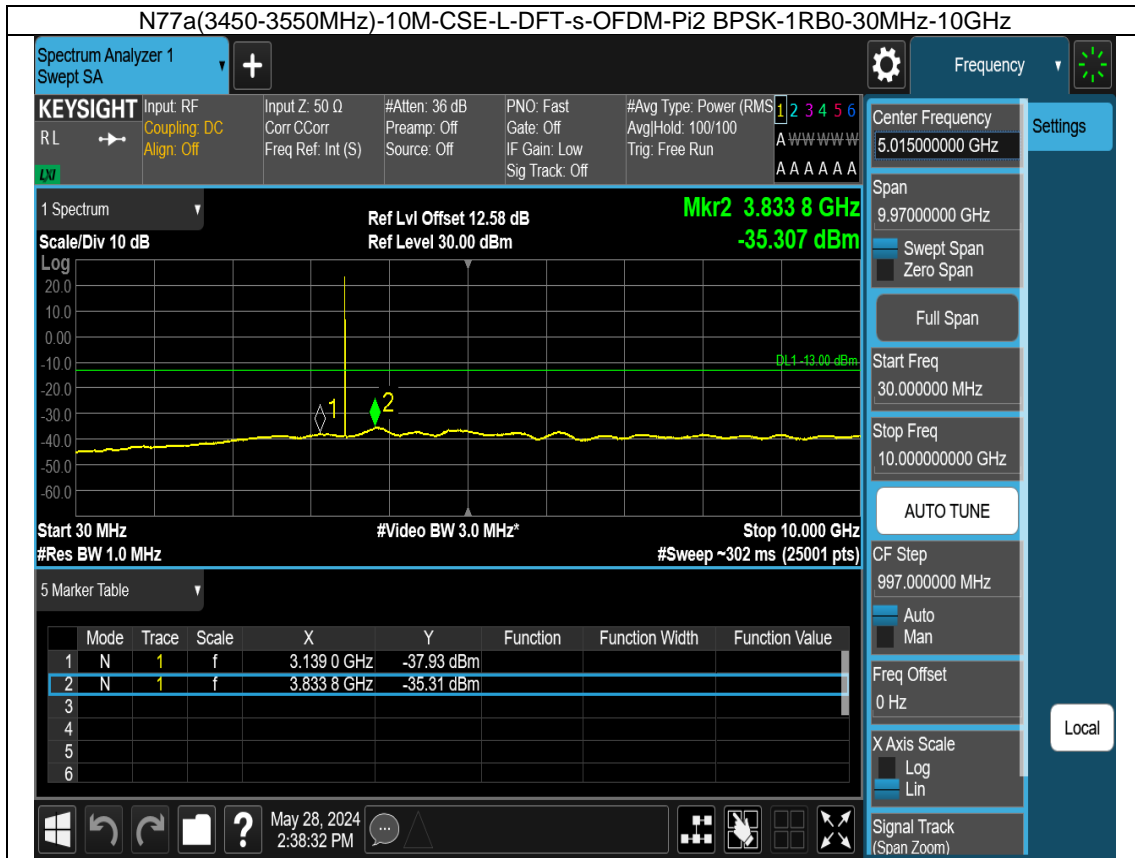 N77a(3450-3550MHz)-10M-CSE-L-DFT-s-OFDM-Pi2 BPSK-1RB0-30MHz-10GHz
Spectrum Analyzer 1
Swept SA
+
Frequency
KEYSIGHT
R L
LXI
Input: RF
Coupling: DC
Align: Off
Input Z: 50 Ω
Corr CCorr
Freq Ref: Int (S)
#Atten: 36 dB
Preamp: Off
Source: Off
PNO: Fast
Gate: Off
IF Gain: Low
Sig Track: Off
#Avg Type: Power (RMS
Avg|Hold: 100/100
Trig: Free Run
1 2 3 4 5 6
A W W W W W
A A A A A A
Center Frequency
5.015000000 GHz
Settings
Span
9.97000000 GHz
Swept Span
Zero Span
Full Span
Start Freq
30.000000 MHz
Stop Freq
10.000000000 GHz
AUTO TUNE
CF Step
997.000000 MHz
Auto
Man
Freq Offset
0 Hz
X Axis Scale
Log
Lin
Signal Track
(Span Zoom)
Local
1 Spectrum
Scale/Div 10 dB
Ref Lvl Offset 12.58 dB
Ref Level 30.00 dBm
Mkr2 3.833 8 GHz
-35.307 dBm
Log
20.0
10.0
0.00
-10.0
-20.0
-30.0
-40.0
-50.0
-60.0
DL1 -13.00 dBm
1
2
Start 30 MHz
#Video BW 3.0 MHz*
Stop 10.000 GHz
#Res BW 1.0 MHz
#Sweep ~302 ms (25001 pts)
5 Marker Table
Mode Trace Scale X Y Function Function Width Function Value
1 N 1 f 3.139 0 GHz -37.93 dBm
2 N 1 f 3.833 8 GHz -35.31 dBm
3
4
5
6
?
May 28, 2024
2:38:32 PM